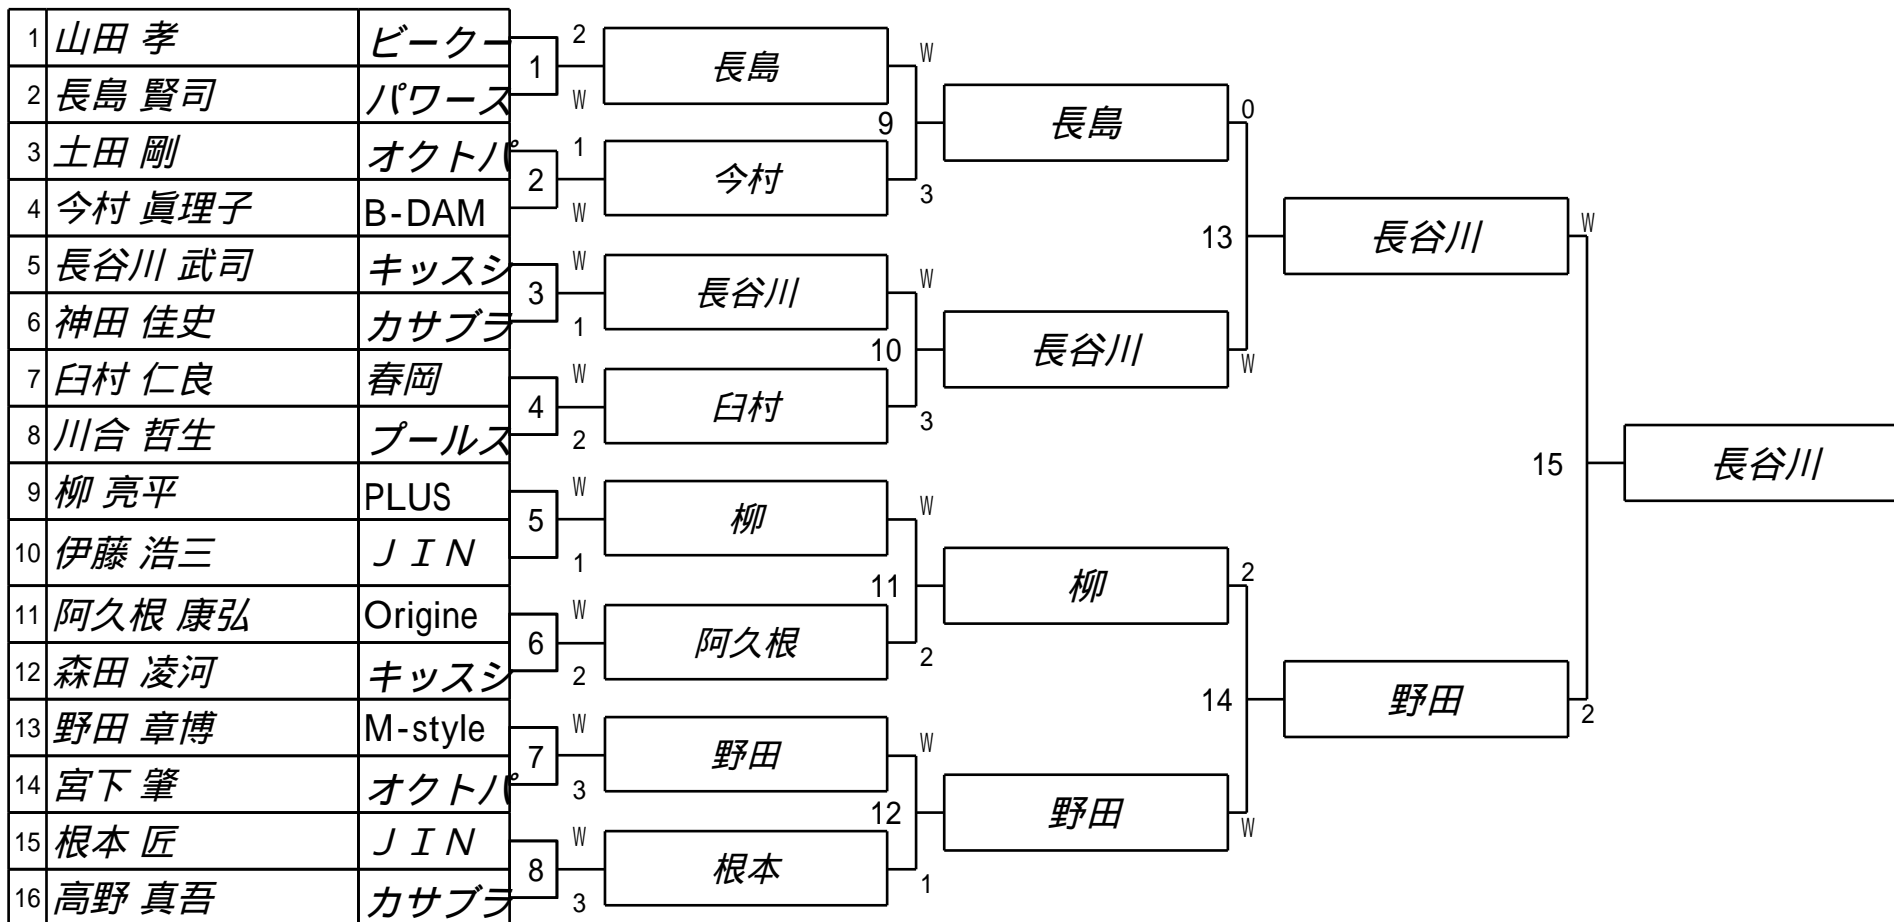 1 山田 孝 ビークー
2 長島 賢司 パワース
3 土田 剛 オクトパ
4 今村 眞理子 B-DAM
5 長谷川 武司 キッスシ
6 神田 佳史 カサブラ
7 臼村 仁良 春岡
8 川合 哲生 プールス
9 柳 亮平 PLUS
10 伊藤 浩三 ＪＩＮ
11 阿久根 康弘 Origine
12 森田 凌河 キッスシ
13 野田 章博 M-style
14 宮下 肇 オクトパ
15 根本 匠 ＪＩＮ
16 高野 真吾 カサブラ
1 2 W
2 1 W
3 W 1
4 W 2
5 W 1
6 W 2
7 W 3
8 W 3
長島 W
9
今村 3
長谷川 W
10
臼村 3
柳 W
11
阿久根 2
野田 W
12
根本 1
長島 0
13
長谷川 W
柳 2
14
野田 W
長谷川 W
15
野田 2
長谷川